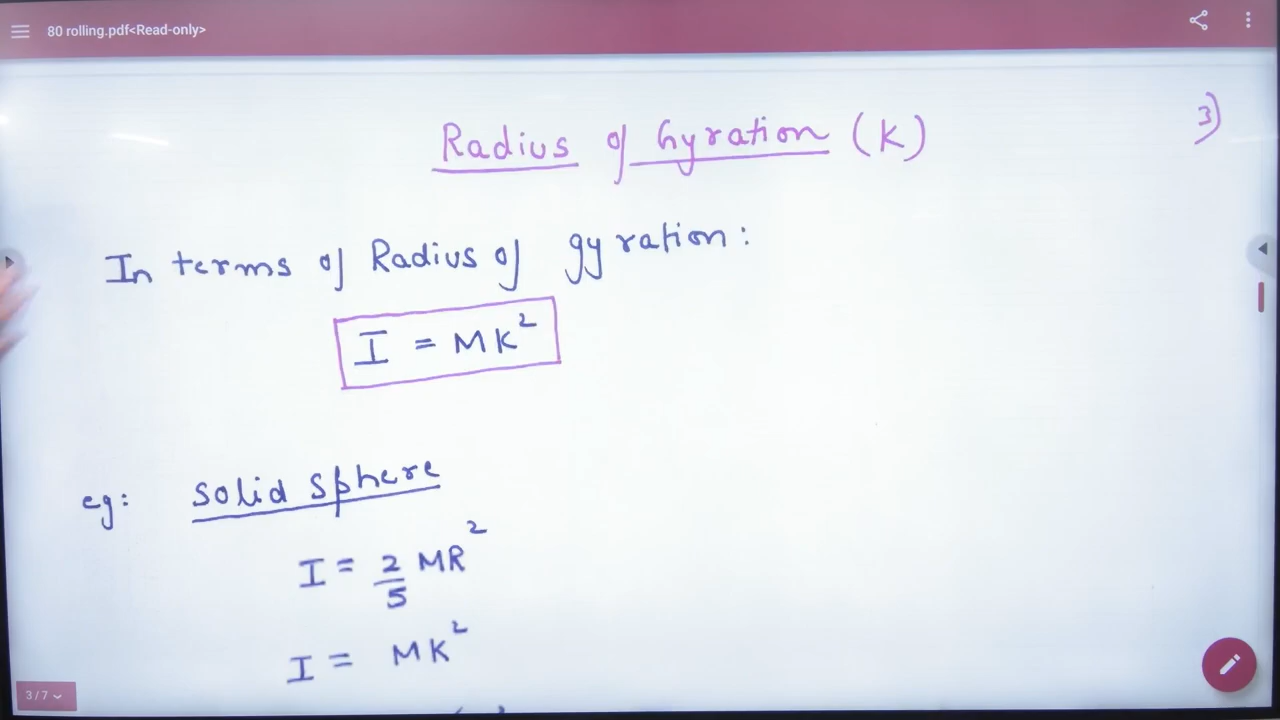 80 rolling.pdf<Read-only>
Radius of Gyration (K)
3)
In terms of Radius of gyration:
I = MK²
eg: Solid Sphere
I = 2/5 MR²
I = MK²
3/7